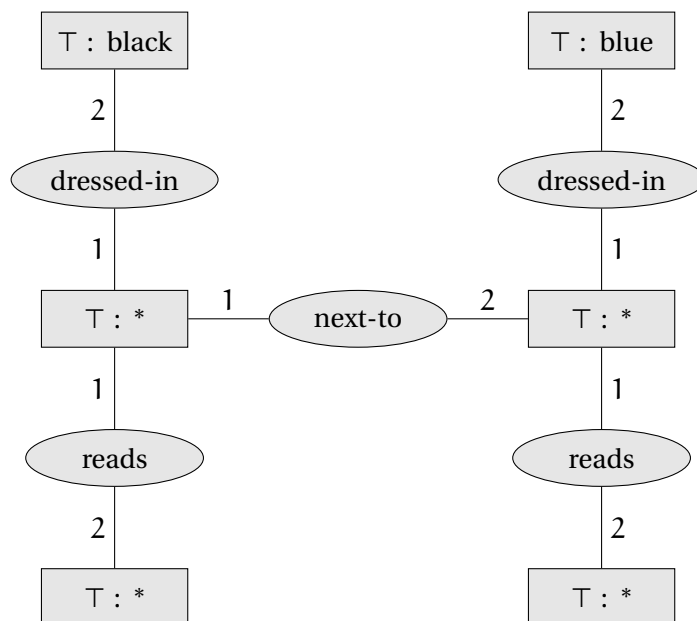 ⊤ : black
⊤ : blue
2
2
dressed-in
dressed-in
1
1
⊤ : *
1
next-to
2
⊤ : *
1
1
reads
reads
2
2
⊤ : *
⊤ : *